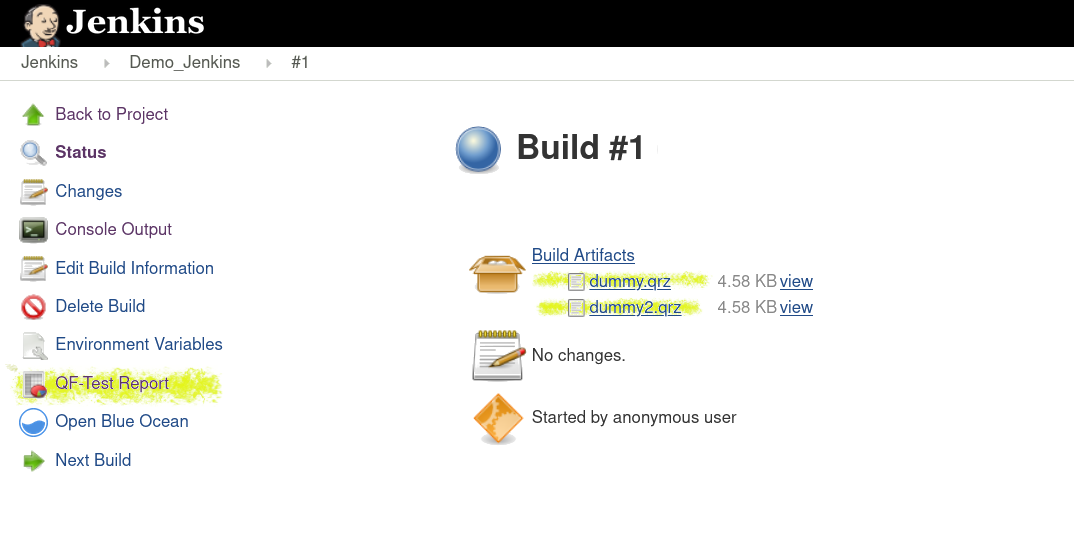 Jenkins
Jenkins Demo_Jenkins #1
Back to Project
Status
Changes
Console Output
Edit Build Information
Delete Build
Environment Variables
QF-Test Report
Open Blue Ocean
Next Build
Build #1
Build Artifacts
dummy.qrz 4.58 KB view
dummy2.qrz 4.58 KB view
No changes.
Started by anonymous user